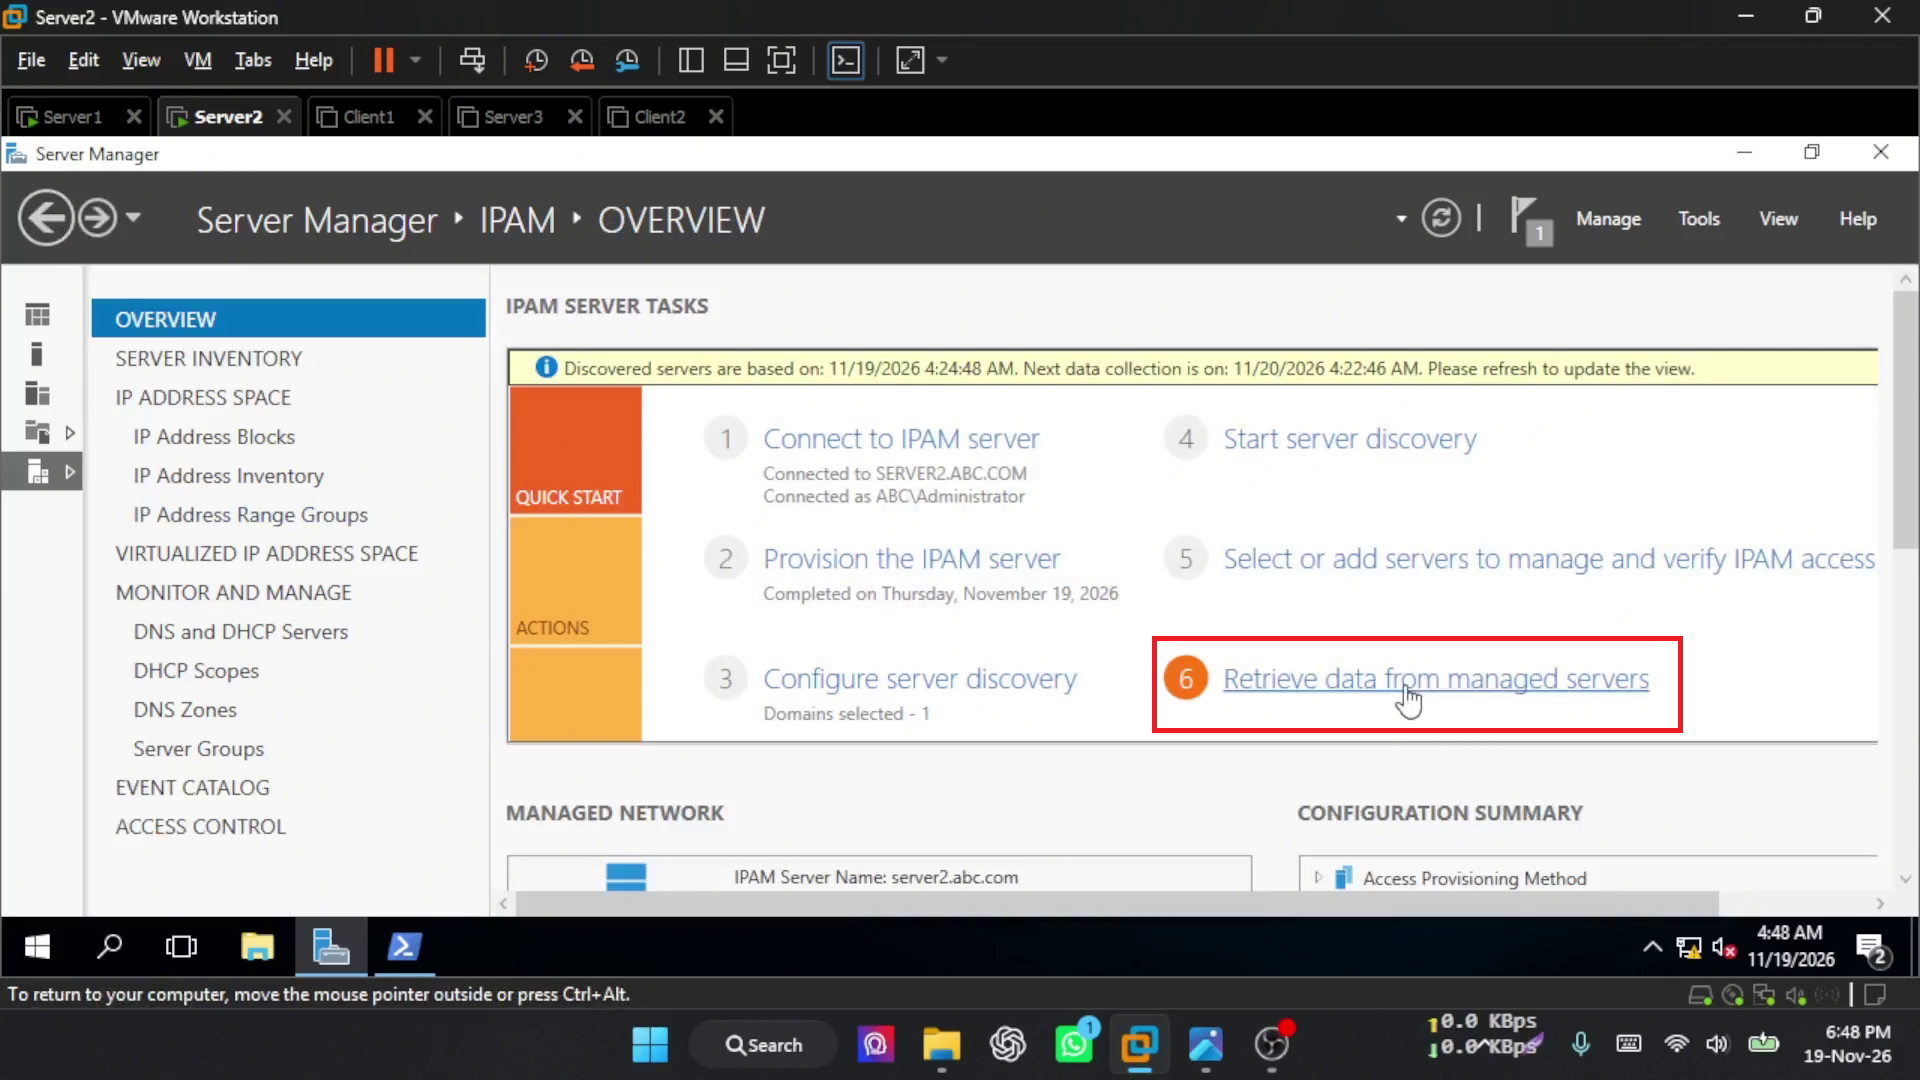 Server2 - VMware Workstation
File Edit View VM Tabs Help
Server1 Server2 Client1 Server3 Client2
Server Manager
Server Manager IPAM OVERVIEW
1 Manage Tools View Help
OVERVIEW
SERVER INVENTORY
IP ADDRESS SPACE
IP Address Blocks
IP Address Inventory
IP Address Range Groups
VIRTUALIZED IP ADDRESS SPACE
MONITOR AND MANAGE
DNS and DHCP Servers
DHCP Scopes
DNS Zones
Server Groups
EVENT CATALOG
ACCESS CONTROL
IPAM SERVER TASKS
Discovered servers are based on: 11/19/2026 4:24:48 AM. Next data collection is on: 11/20/2026 4:22:46 AM. Please refresh to update the view.
QUICK START
ACTIONS
1 Connect to IPAM server
Connected to SERVER2.ABC.COM
Connected as ABC\Administrator
2 Provision the IPAM server
Completed on Thursday, November 19, 2026
3 Configure server discovery
Domains selected - 1
4 Start server discovery
5 Select or add servers to manage and verify IPAM access
6 Retrieve data from managed servers
MANAGED NETWORK
IPAM Server Name: server2.abc.com
CONFIGURATION SUMMARY
Access Provisioning Method
4:48 AM
11/19/2026
2
To return to your computer, move the mouse pointer outside or press Ctrl+Alt.
Search
1
0.0 KBps
0.0 KBps
6:48 PM
19-Nov-26